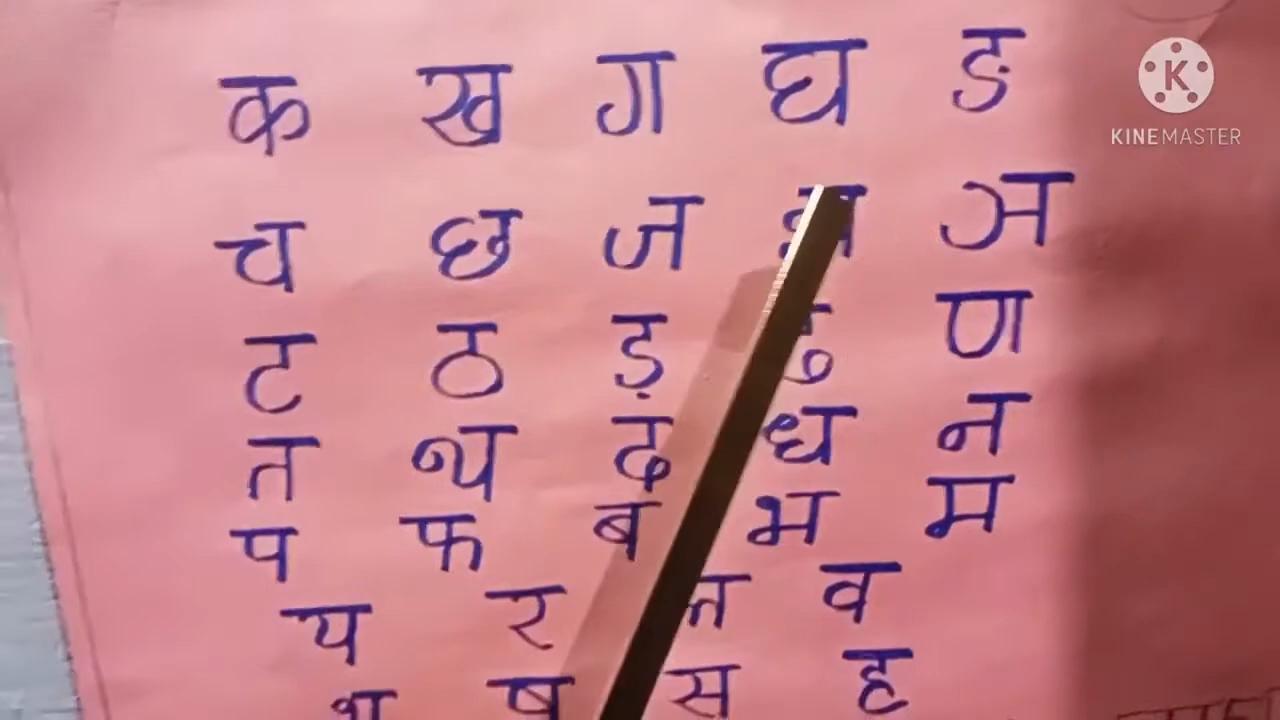 क ख ग घ ङ
K
KINEMASTER
च छ ज झ ञ
ट ठ ड़ ढ ण
त थ द ध न
प फ ब भ म
य र ल व
श ष स ह